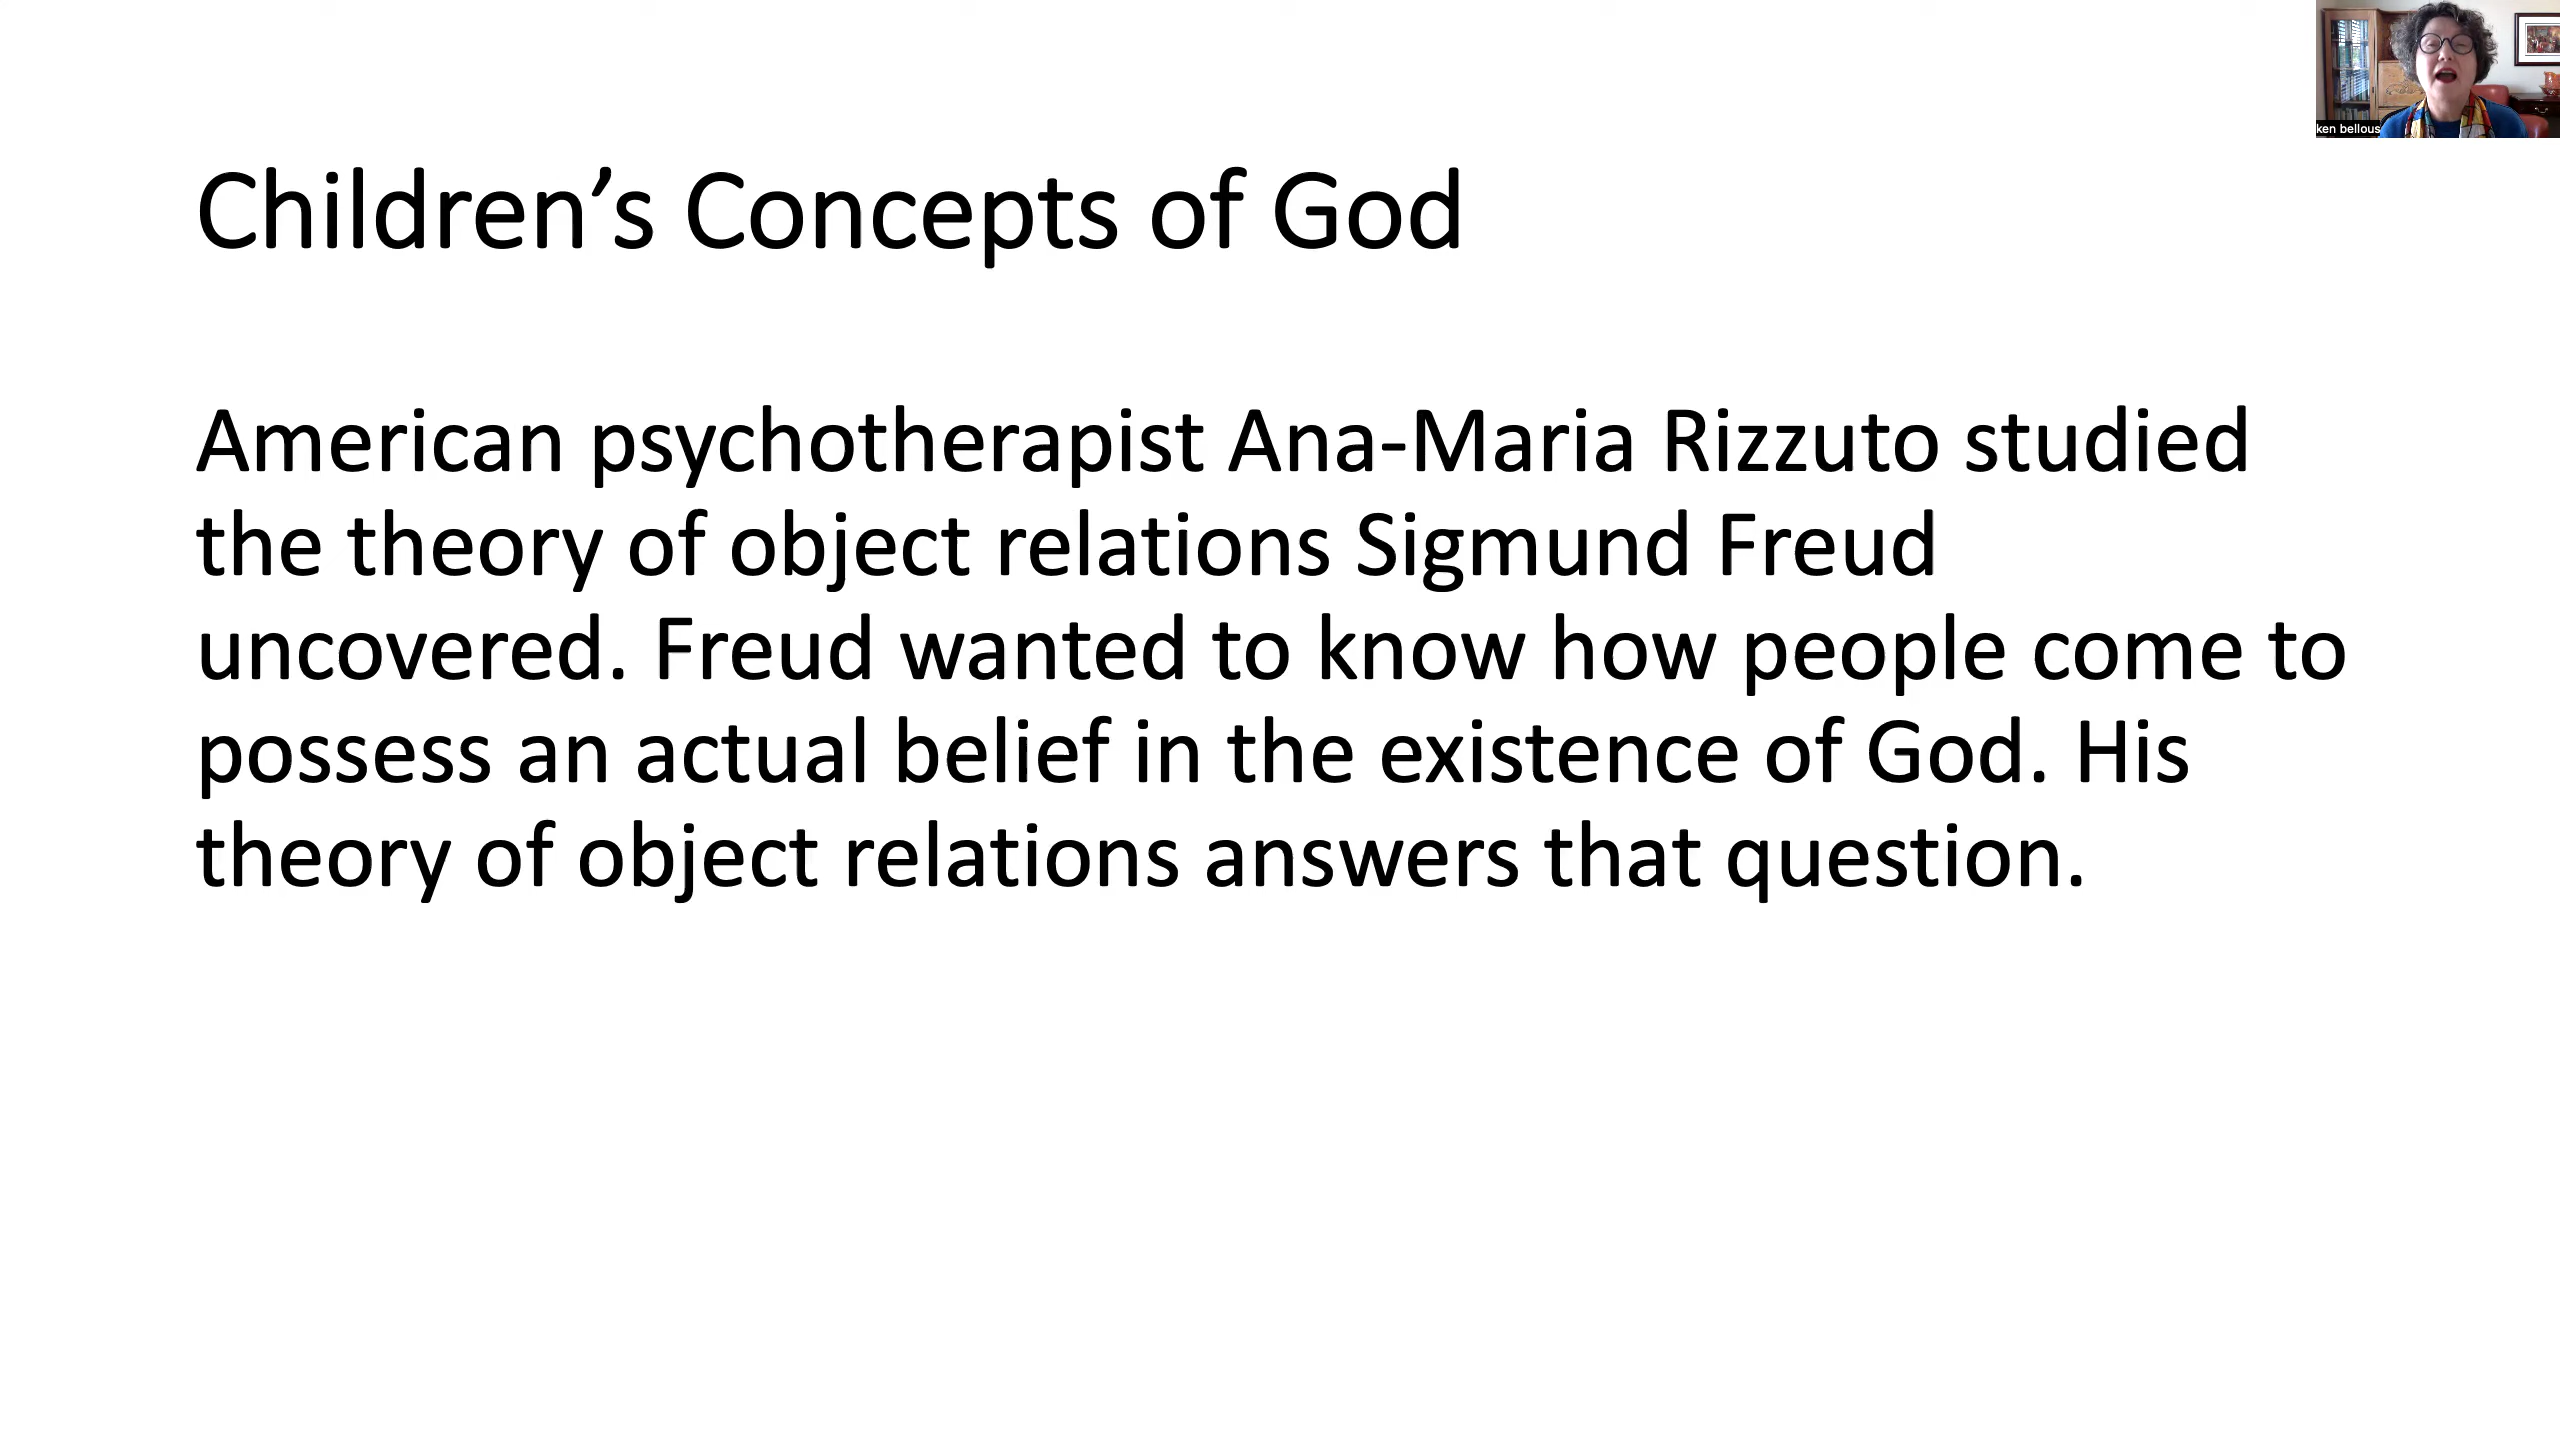 ken bellous
Children’s Concepts of God
American psychotherapist Ana-Maria Rizzuto studied
the theory of object relations Sigmund Freud
uncovered. Freud wanted to know how people come to
possess an actual belief in the existence of God. His
theory of object relations answers that question.